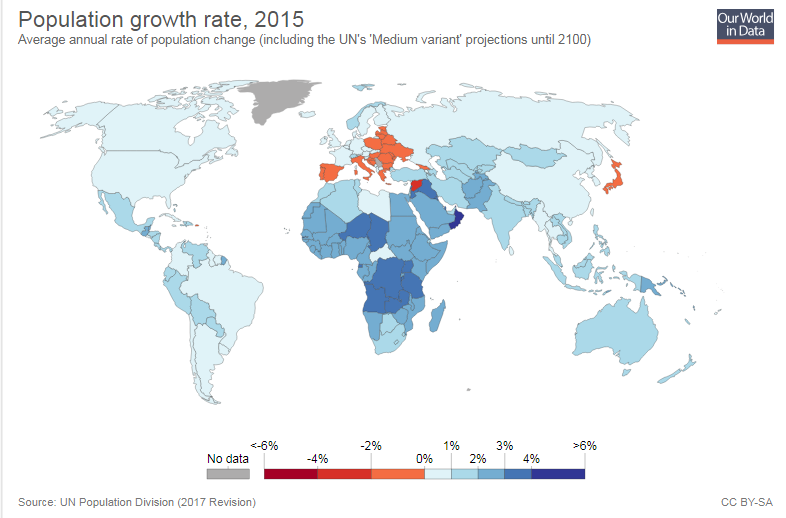 Population growth rate, 2015
Average annual rate of population change (including the UN's 'Medium variant' projections until 2100)
Our World
in Data
<-6% -2% 1% 3% >6%
No data -4% 0% 2% 4%
Source: UN Population Division (2017 Revision)
CC BY-SA